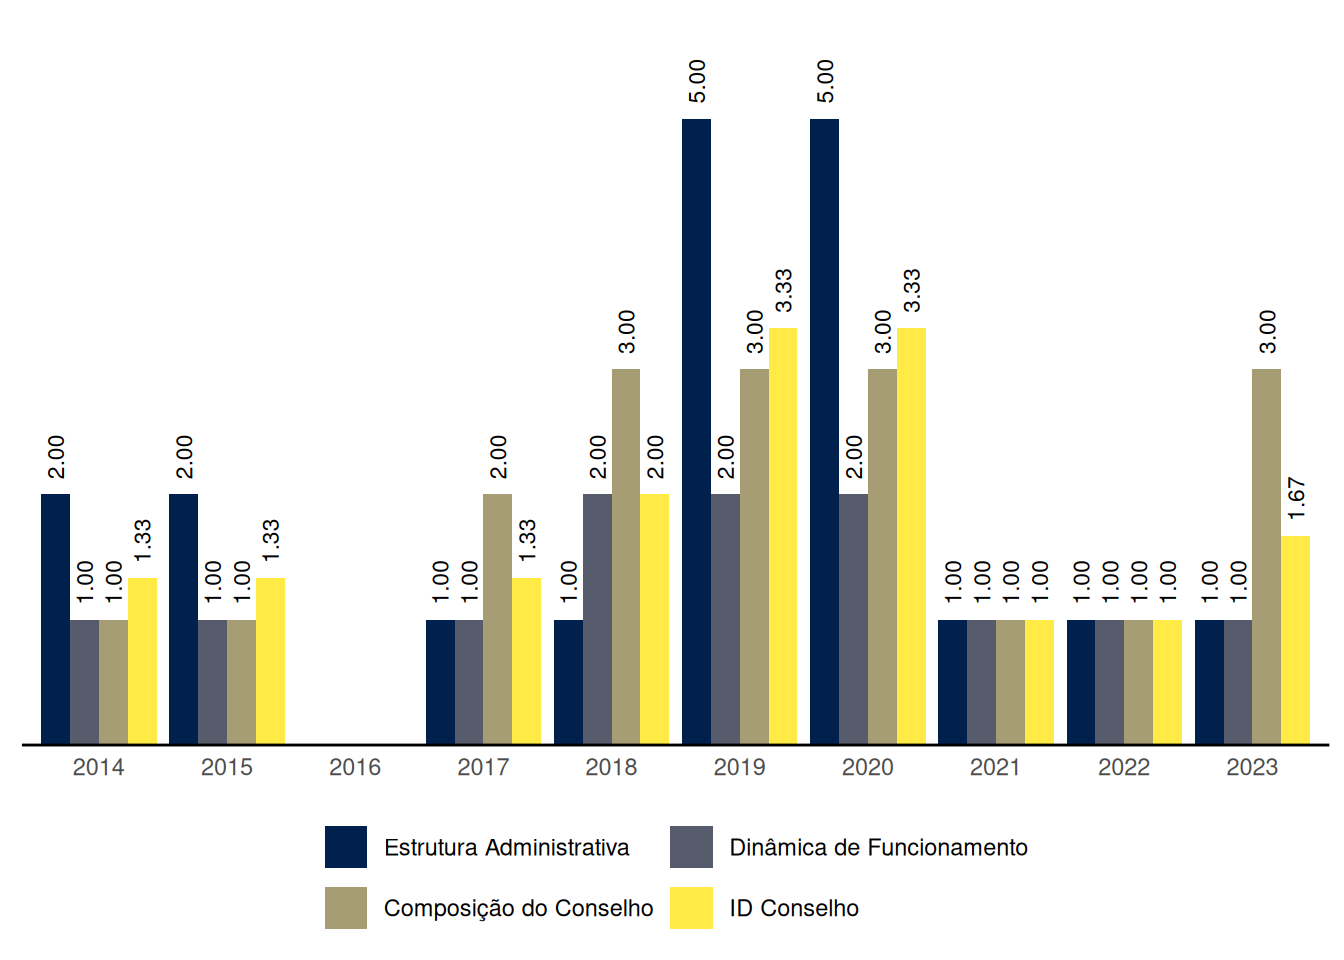 5.00 5.00
3.33 3.33
3.00 3.00 3.00 3.00
2.00 2.00 2.00 2.00 2.00 2.00 2.00
1.67
1.33 1.33 1.33
1.00 1.00 1.00 1.00 1.00 1.00 1.00 1.00 1.00 1.00 1.00 1.00 1.00 1.00 1.00 1.00 1.00
2014 2015 2016 2017 2018 2019 2020 2021 2022 2023
Estrutura Administrativa Dinâmica de Funcionamento
Composição do Conselho ID Conselho